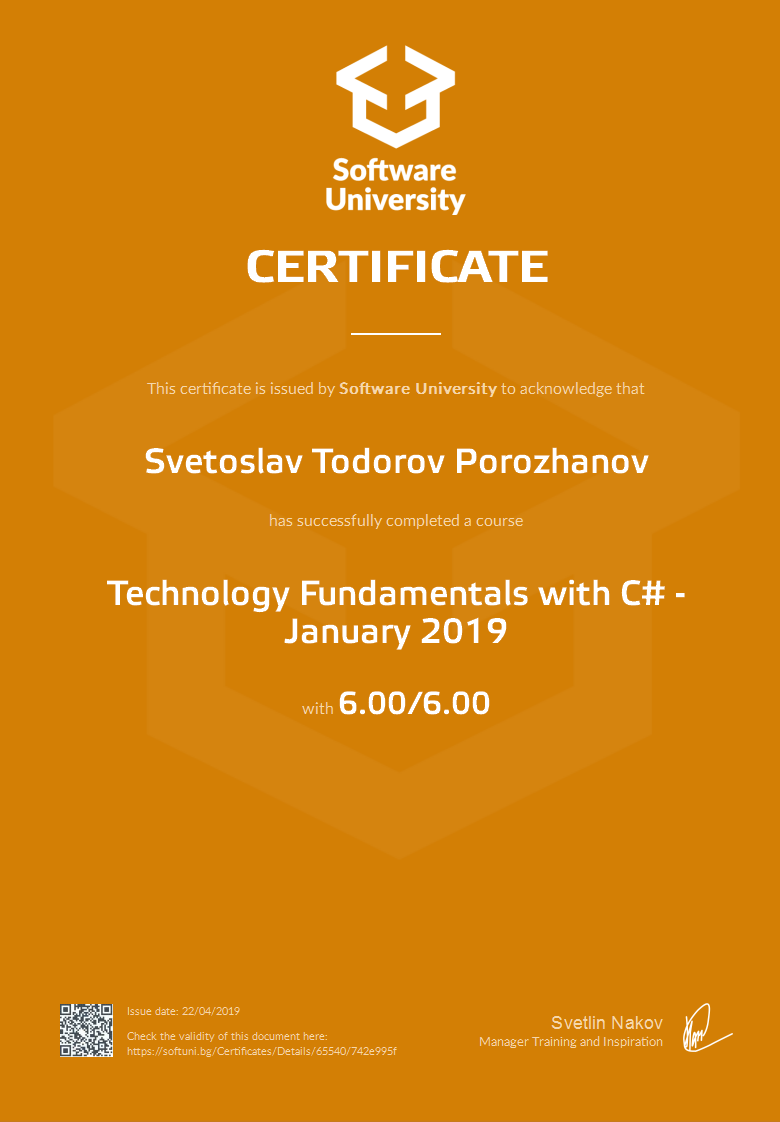 Software
University
CERTIFICATE
This certificate is issued by Software University to acknowledge that
Svetoslav Todorov Porozhanov
has successfully completed a course
Technology Fundamentals with C# -
January 2019
with 6.00/6.00
Issue date: 22/04/2019
Check the validity of this document here:
https://softuni.bg/Certificates/Details/65540/742e995f
Svetlin Nakov
Manager Training and Inspiration